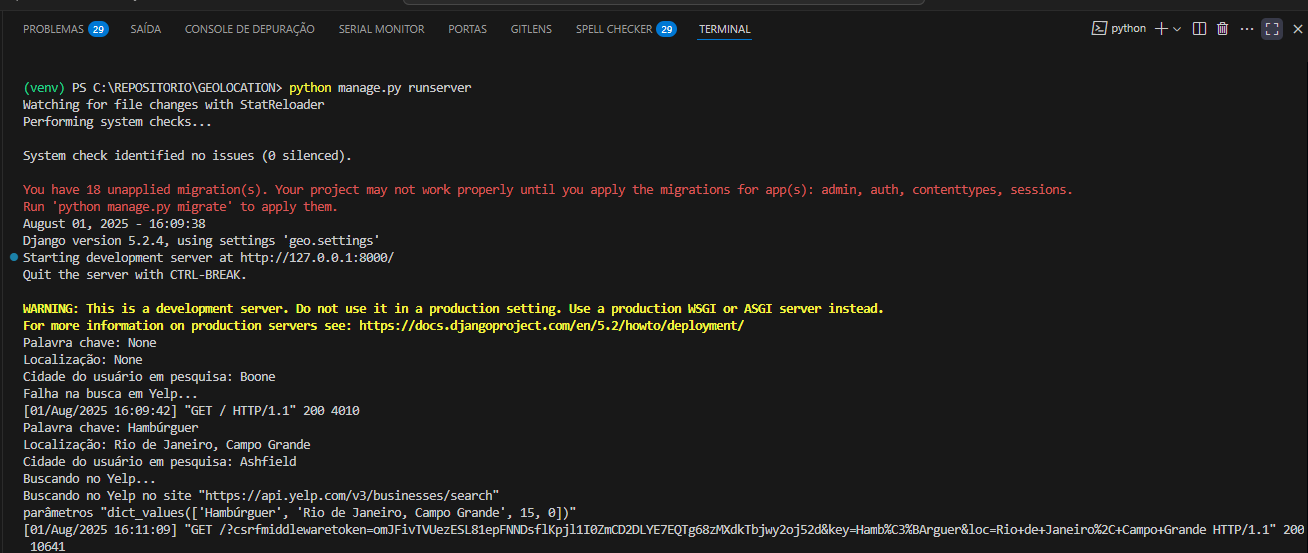 PROBLEMAS 29 SAÍDA CONSOLE DE DEPURAÇÃO SERIAL MONITOR PORTAS GITLENS SPELL CHECKER 29 TERMINAL python
(venv) PS C:\REPOSITORIO\GEOLOCATION> python manage.py runserver
Watching for file changes with StatReloader
Performing system checks...
System check identified no issues (0 silenced).
You have 18 unapplied migration(s). Your project may not work properly until you apply the migrations for app(s): admin, auth, contenttypes, sessions.
Run 'python manage.py migrate' to apply them.
August 01, 2025 - 16:09:38
Django version 5.2.4, using settings 'geo.settings'
Starting development server at http://127.0.0.1:8000/
Quit the server with CTRL-BREAK.
WARNING: This is a development server. Do not use it in a production setting. Use a production WSGI or ASGI server instead.
For more information on production servers see: https://docs.djangoproject.com/en/5.2/howto/deployment/
Palavra chave: None
Localização: None
Cidade do usuário em pesquisa: Boone
Falha na busca em Yelp...
[01/Aug/2025 16:09:42] "GET / HTTP/1.1" 200 4010
Palavra chave: Hambúrguer
Localização: Rio de Janeiro, Campo Grande
Cidade do usuário em pesquisa: Ashfield
Buscando no Yelp...
Buscando no Yelp no site "https://api.yelp.com/v3/businesses/search"
parâmetros "dict_values(['Hambúrguer', 'Rio de Janeiro, Campo Grande', 15, 0])"
[01/Aug/2025 16:11:09] "GET /?csrfmiddlewaretoken=omJFivTVUezESL81epFNNDsflKpjl1I0ZmCD2DLYE7EQTg68zMXdkTbjwy2oj52d&key=Hamb%C3%BArguer&loc=Rio+de+Janeiro%2C+Campo+Grande HTTP/1.1" 200
10641